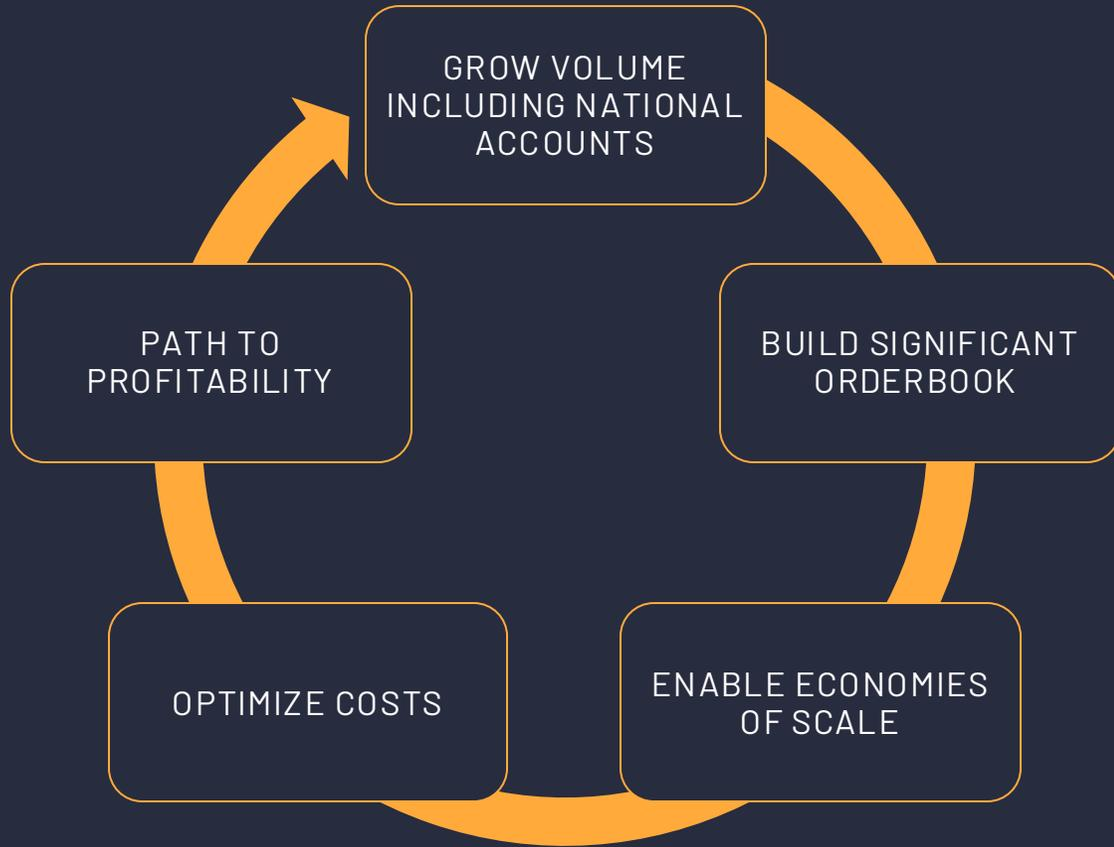 GROW VOLUME
INCLUDING NATIONAL
ACCOUNTS
BUILD SIGNIFICANT
ORDERBOOK
ENABLE ECONOMIES
OF SCALE
OPTIMIZE COSTS
PATH TO
PROFITABILITY